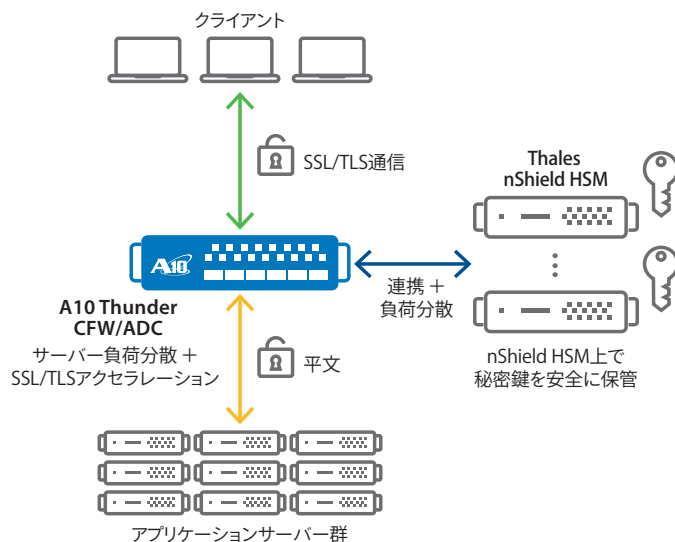 クライアント
SSL/TLS通信
Thales
nShield HSM
A10
連携 +
負荷分散
A10 Thunder
CFW/ADC
サーバー負荷分散 +
SSL/TLSアクセラレーション
平文
nShield HSM上で
秘密鍵を安全に保管
アプリケーションサーバー群